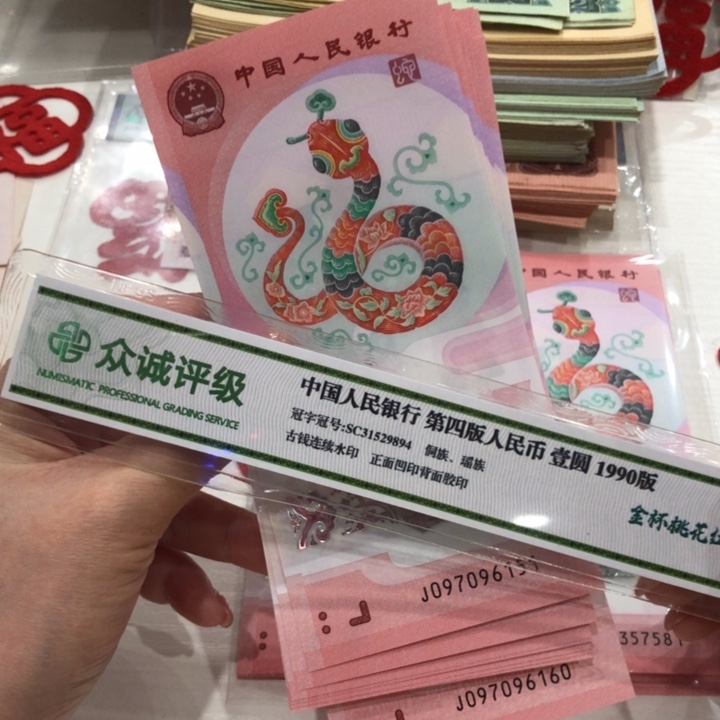 中国人民银行
中国人民银行
众诚评级
NUMISMATIC PROFESSIONAL GRADING SERVICE
中国人民银行 第四版人民币 壹圆 1990版
冠字冠号:SC31529894 侗族、瑶族
古钱连续水印 正面凹印背面胶印
金杯桃花红
J097096151
357581
J097096160